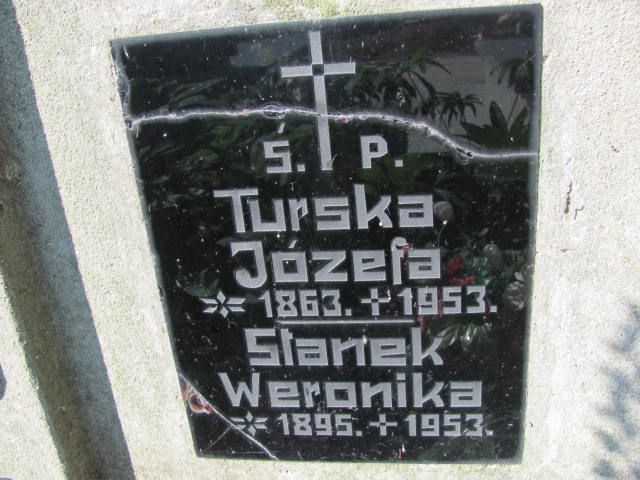 Ś. P.
Turska
Józefa
* 1863. + 1953.
Stanek
Weronika
* 1895. + 1953.